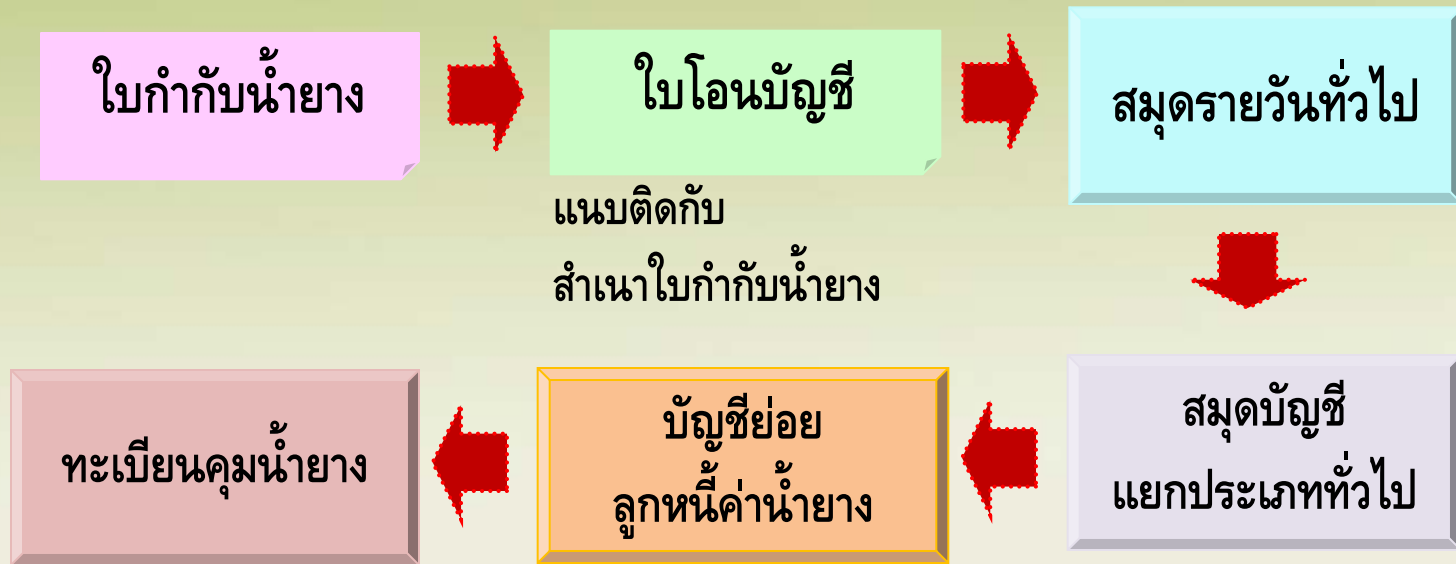 ใบกำกับน้ำยาง
ใบโอนบัญชี
สมุดรายวันทั่วไป
แนบติดกับ
สำเนาใบกำกับน้ำยาง
ทะเบียนคุมน้ำยาง
บัญชีย่อย
ลูกหนี้ค่าน้ำยาง
สมุดบัญชี
แยกประเภททั่วไป